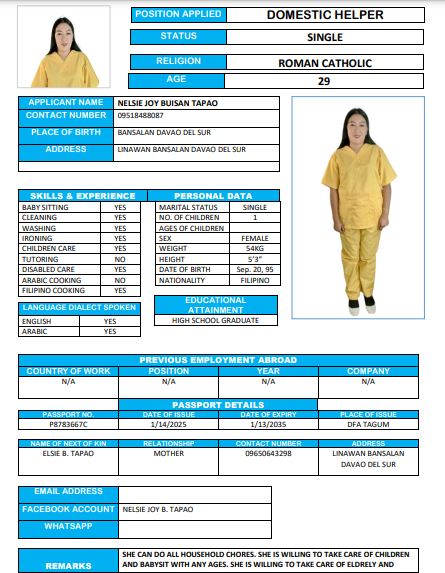 POSITION APPLIED DOMESTIC HELPER
STATUS SINGLE
RELIGION ROMAN CATHOLIC
AGE 29
APPLICANT NAME NELSIE JOY BUISAN TAPAO
CONTACT NUMBER 09518488087
PLACE OF BIRTH BANSALAN DAVAO DEL SUR
ADDRESS LINAWAN BANSALAN DAVAO DEL SUR
SKILLS & EXPERIENCE PERSONAL DATA
BABY SITTING YES MARITAL STATUS SINGLE
CLEANING YES NO. OF CHILDREN 1
WASHING YES AGES OF CHILDREN
IRONING YES SEX FEMALE
CHILDREN CARE YES WEIGHT 54KG
TUTORING NO HEIGHT 5'3"
DISABLED CARE YES DATE OF BIRTH Sep. 20, 95
ARABIC COOKING NO NATIONALITY FILIPINO
FILIPINO COOKING YES
EDUCATIONAL
ATTAINMENT
LANGUAGE DIALECT SPOKEN
HIGH SCHOOL GRADUATE
ENGLISH YES
ARABIC YES
PREVIOUS EMPLOYMENT ABROAD
COUNTRY OF WORK POSITION YEAR COMPANY
N/A N/A N/A N/A
PASSPORT DETAILS
PASSPORT NO. DATE OF ISSUE DATE OF EXPIRY PLACE OF ISSUE
P8783667C 1/14/2025 1/13/2035 DFA TAGUM
NAME OF NEXT OF KIN RELATIONSHIP CONTACT NUMBER ADDRESS
ELSIE B. TAPAO MOTHER 09650643298 LINAWAN BANSALAN
DAVAO DEL SUR
EMAIL ADDRESS
FACEBOOK ACCOUNT NELSIE JOY B. TAPAO
WHATSAPP
SHE CAN DO ALL HOUSEHOLD CHORES. SHE IS WILLING TO TAKE CARE OF CHILDREN
REMARKS AND BABYSIT WITH ANY AGES. SHE IS WILLING TO TAKE CARE OF ELDRELY AND